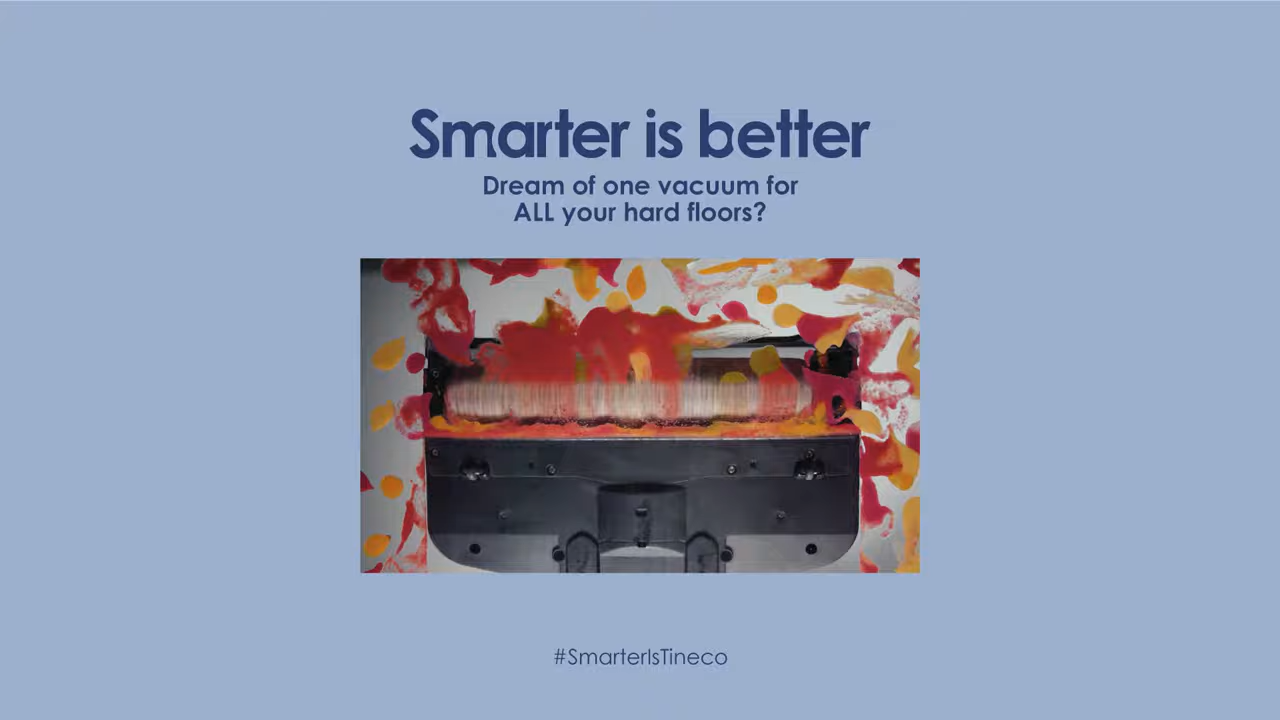 Smarter is better
Dream of one vacuum for
ALL your hard floors?
#SmarterIsTineco